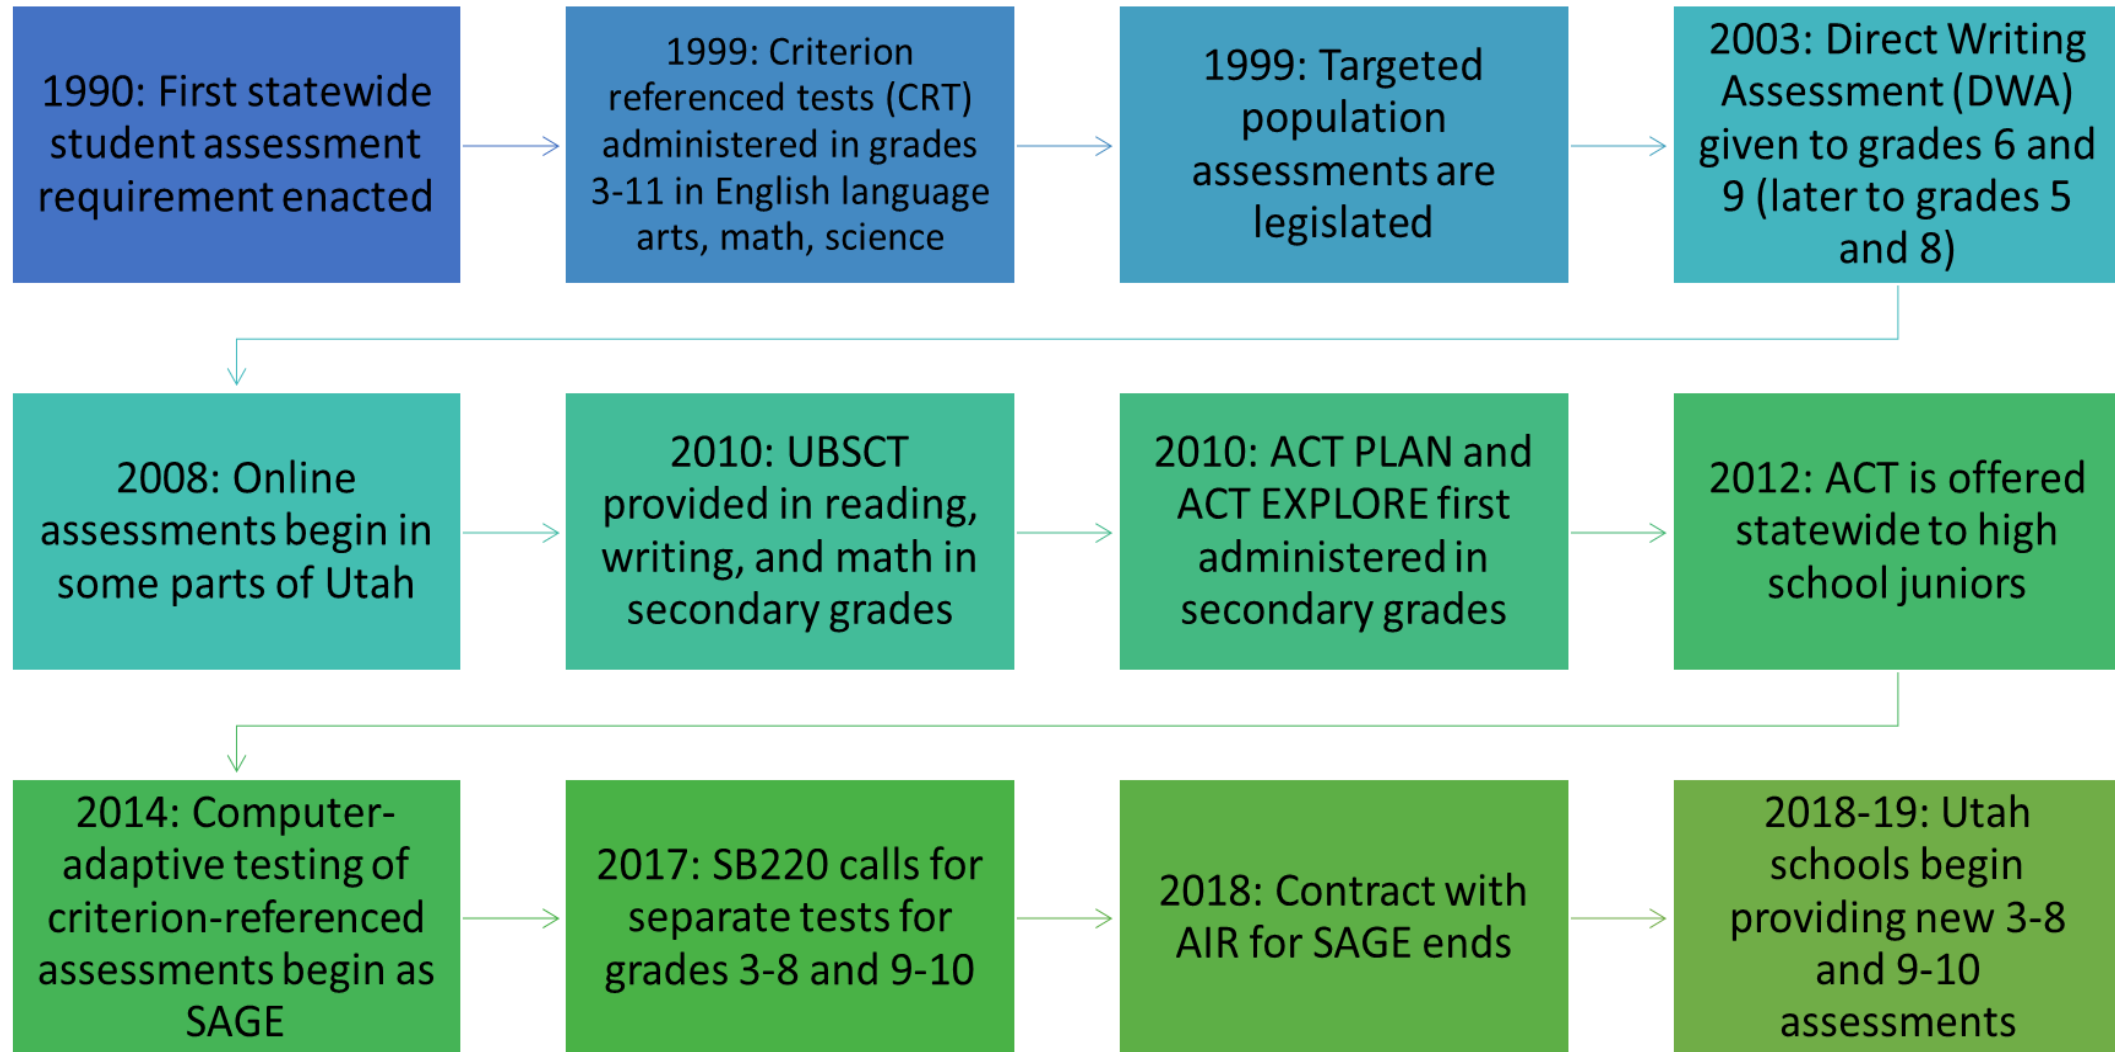 1990: First statewide
student assessment
requirement enacted
1999: Criterion
referenced tests (CRT)
administered in grades
3-11 in English language
arts, math, science
1999: Targeted
population
assessments are
legislated
2003: Direct Writing
Assessment (DWA)
given to grades 6 and
9 (later to grades 5
and 8)
2008: Online
assessments begin in
some parts of Utah
2010: UBSCT
provided in reading,
writing, and math in
secondary grades
2010: ACT PLAN and
ACT EXPLORE first
administered in
secondary grades
2012: ACT is offered
statewide to high
school juniors
2014: Computer-
adaptive testing of
criterion-referenced
assessments begin as
SAGE
2017: SB220 calls for
separate tests for
grades 3-8 and 9-10
2018: Contract with
AIR for SAGE ends
2018-19: Utah
schools begin
providing new 3-8
and 9-10
assessments